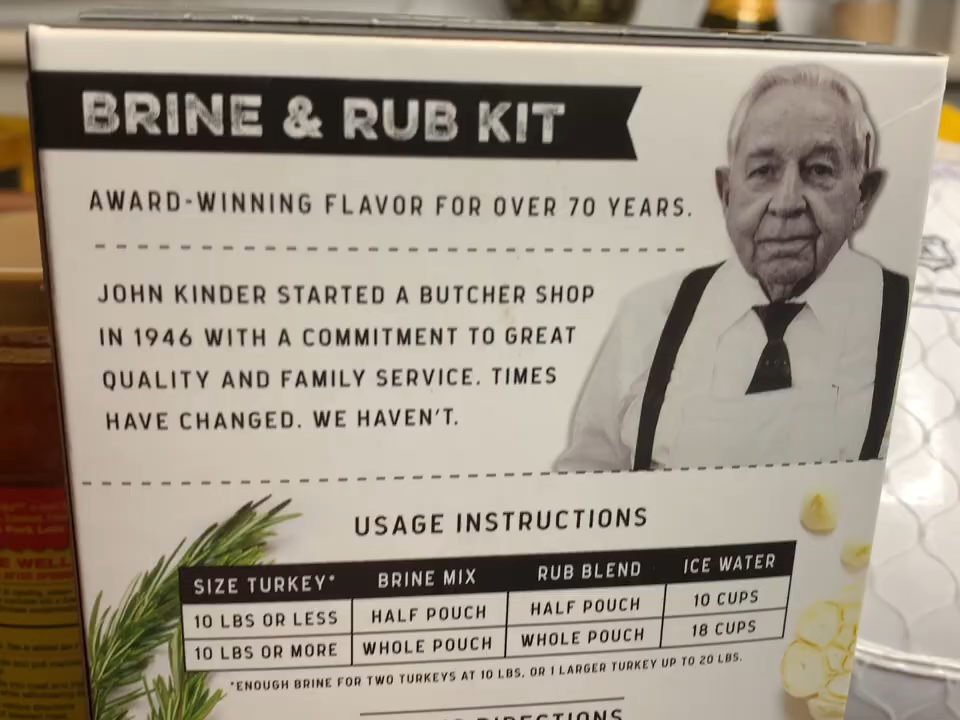 BRINE & RUB KIT
AWARD-WINNING FLAVOR FOR OVER 70 YEARS.
JOHN KINDER STARTED A BUTCHER SHOP
IN 1946 WITH A COMMITMENT TO GREAT
QUALITY AND FAMILY SERVICE. TIMES
HAVE CHANGED. WE HAVEN'T.
USAGE INSTRUCTIONS
SIZE TURKEY* BRINE MIX RUB BLEND ICE WATER
10 LBS OR LESS HALF POUCH HALF POUCH 10 CUPS
10 LBS OR MORE WHOLE POUCH WHOLE POUCH 18 CUPS
*ENOUGH BRINE FOR TWO TURKEYS AT 10 LBS, OR 1 LARGER TURKEY UP TO 20 LBS.
DIRECTIONS